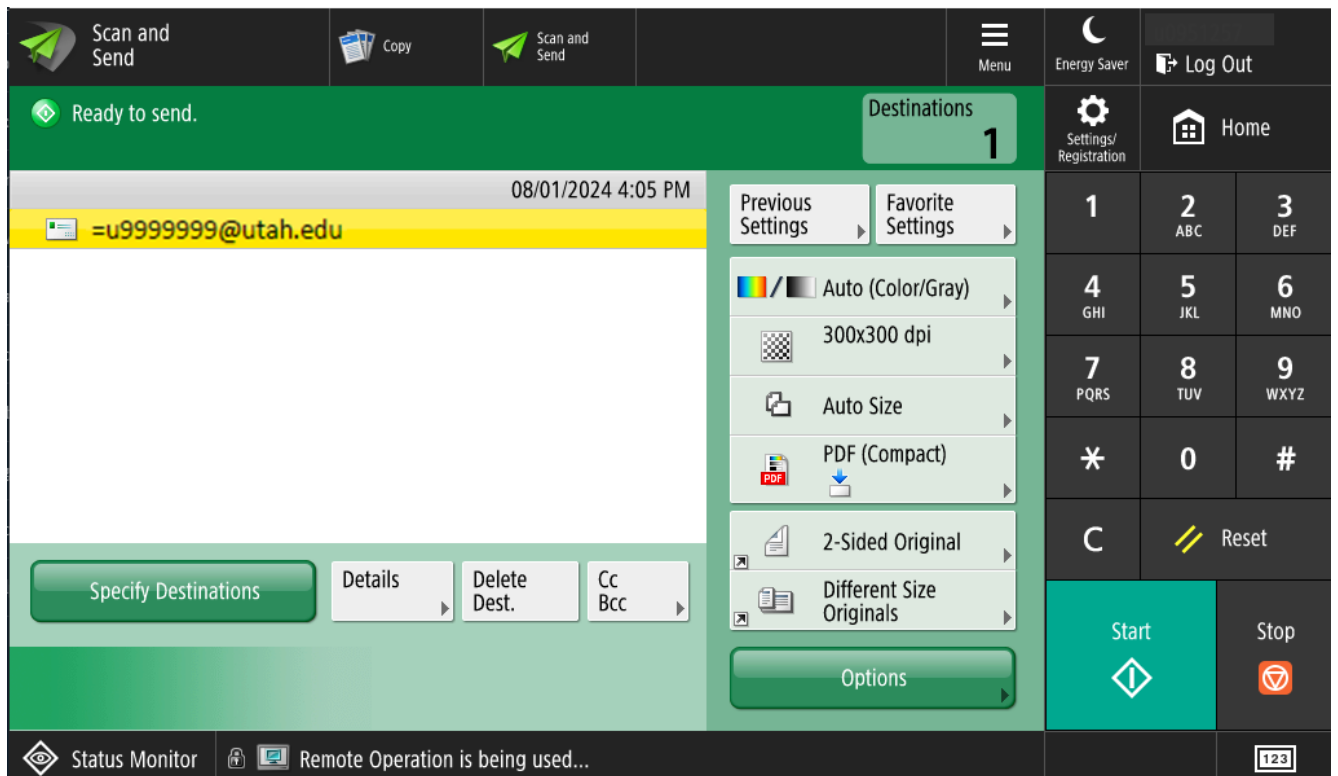 Scan and
Send
Copy
Scan and
Send
Menu
Energy Saver
Log Out
Ready to send.
Destinations
1
Settings/
Registration
Home
08/01/2024 4:05 PM
=u9999999@utah.edu
Previous
Settings
Favorite
Settings
Auto (Color/Gray)
300x300 dpi
Auto Size
PDF
PDF (Compact)
2-Sided Original
Different Size
Originals
Options
Specify Destinations
Details
Delete
Dest.
Cc
Bcc
1
2
ABC
3
DEF
4
GHI
5
JKL
6
MNO
7
PQRS
8
TUV
9
WXYZ
*
0
#
C
Reset
Start
Stop
Status Monitor
Remote Operation is being used...
123